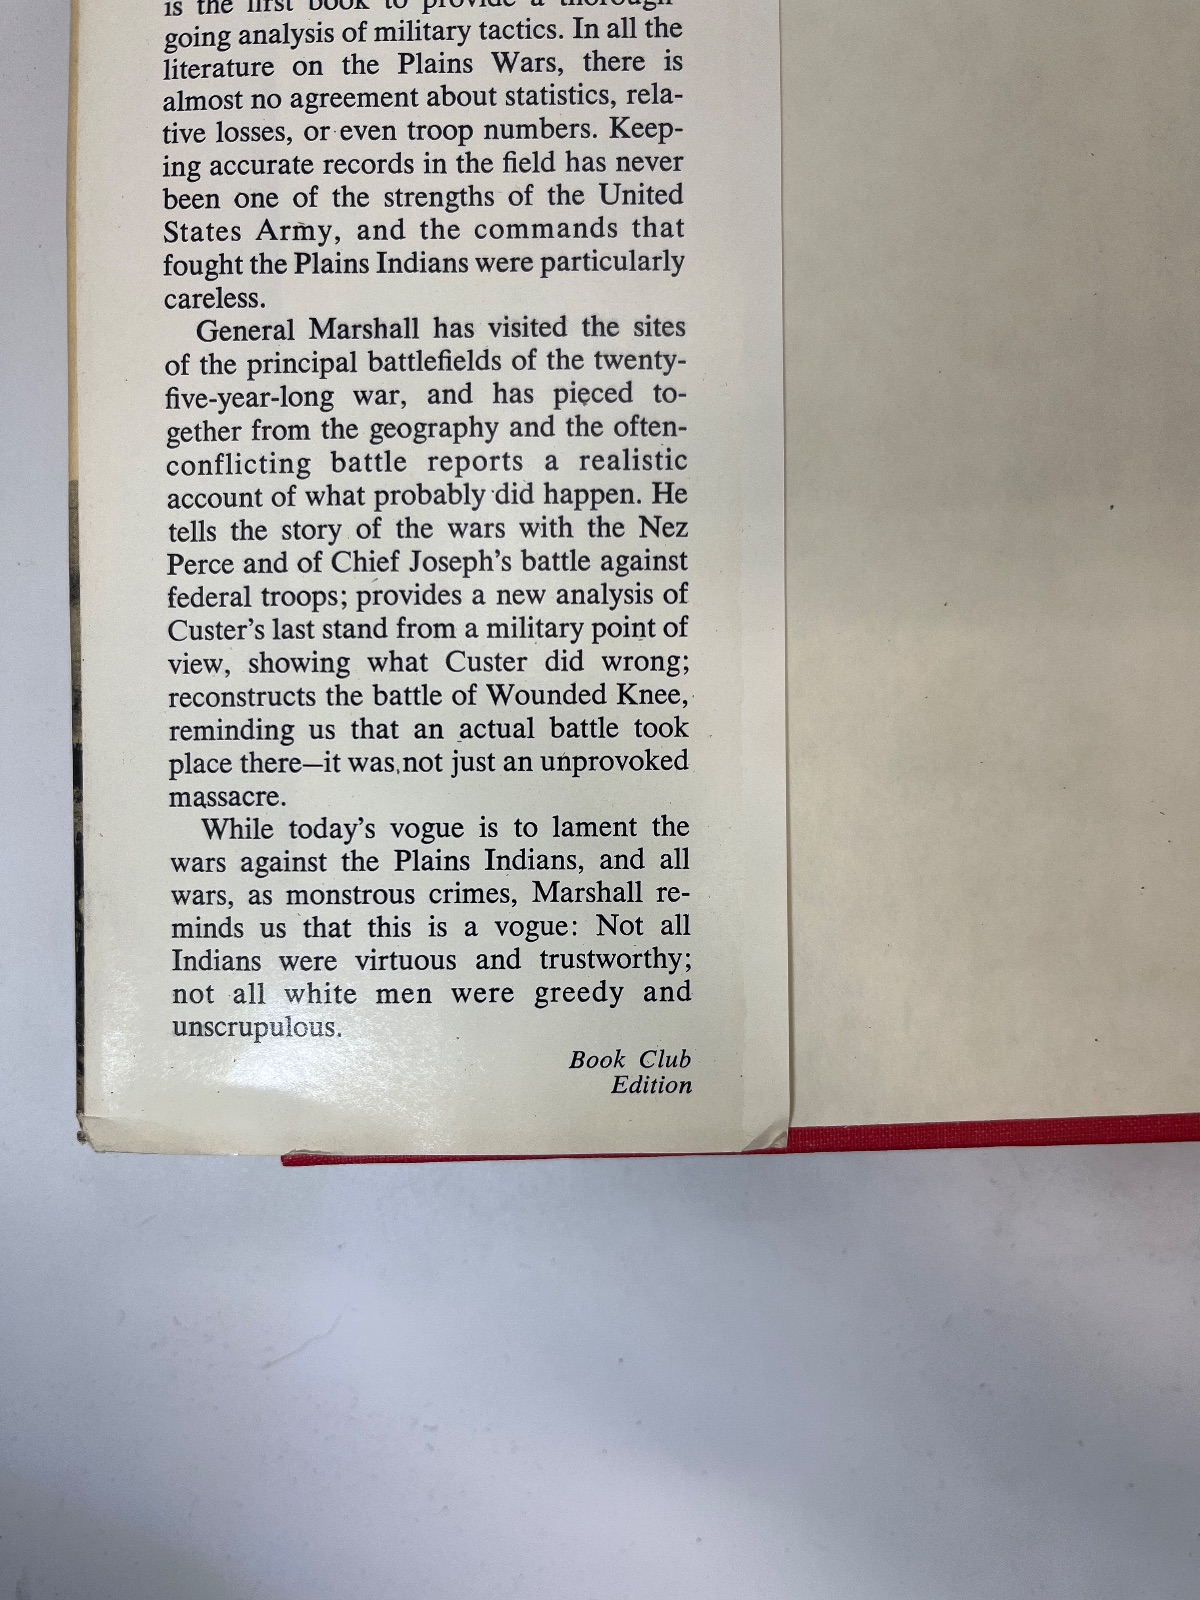 is the first book to provide a thorough-
going analysis of military tactics. In all the
literature on the Plains Wars, there is
almost no agreement about statistics, rela-
tive losses, or even troop numbers. Keep-
ing accurate records in the field has never
been one of the strengths of the United
States Army, and the commands that
fought the Plains Indians were particularly
careless.
General Marshall has visited the sites
of the principal battlefields of the twenty-
five-year-long war, and has pieced to-
gether from the geography and the often-
conflicting battle reports a realistic
account of what probably did happen. He
tells the story of the wars with the Nez
Perce and of Chief Joseph's battle against
federal troops; provides a new analysis of
Custer's last stand from a military point of
view, showing what Custer did wrong;
reconstructs the battle of Wounded Knee,
reminding us that an actual battle took
place there—it was not just an unprovoked
massacre.
While today's vogue is to lament the
wars against the Plains Indians, and all
wars, as monstrous crimes, Marshall re-
minds us that this is a vogue: Not all
Indians were virtuous and trustworthy;
not all white men were greedy and
unscrupulous.
Book Club
Edition